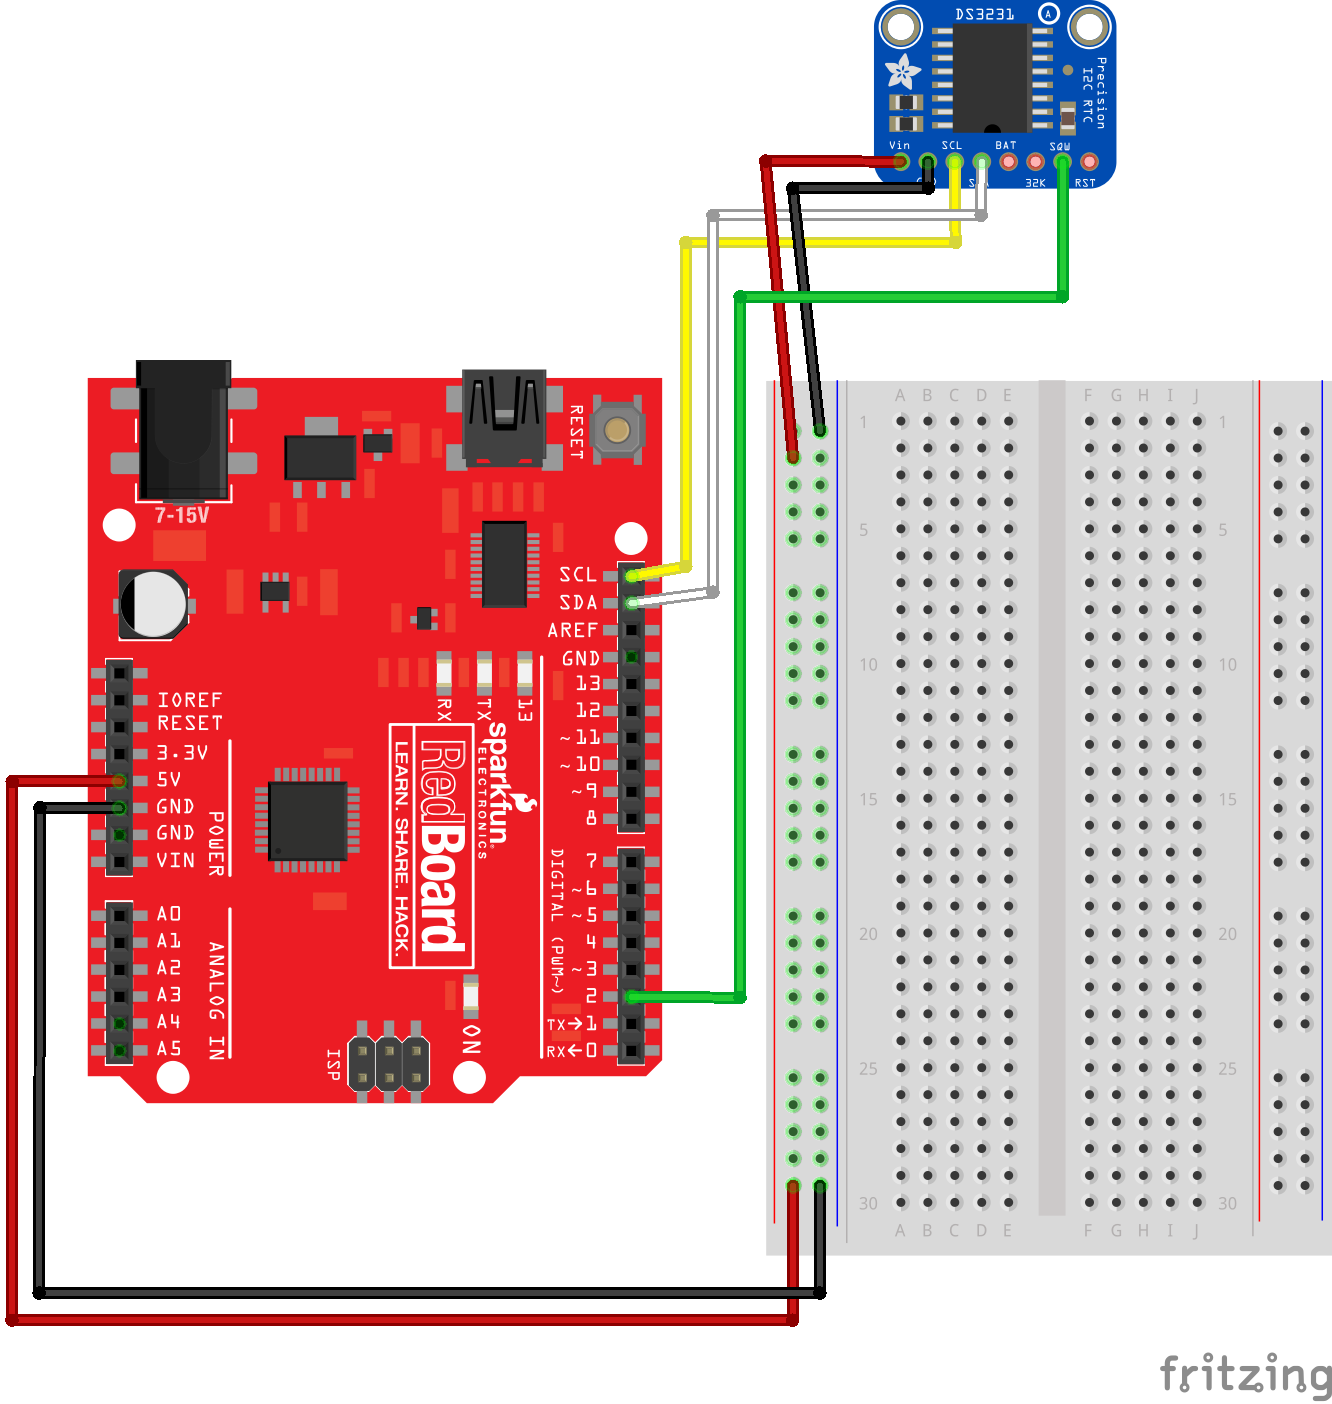 DS3231
A
Precision
I2C RTC
Vin
SCL
BAT
SQW
32K
RST
7-15V
RESET
SCL
SDA
AREF
GND
13
12
~11
~10
~9
8
7
~6
~5
4
~3
2
TX→1
RX←0
DIGITAL (PWM~)
RX
TX
13
IOREF
RESET
3.3V
5V
GND
GND
VIN
POWER
A0
A1
A2
A3
A4
A5
ANALOG IN
sparkfun
ELECTRONICS
RedBoard
LEARN. SHARE. HACK.
ON
ISP
A B C D E F G H I J
1 1
5 5
10 10
15 15
20 20
25 25
30 30
A B C D E F G H I J
fritzing